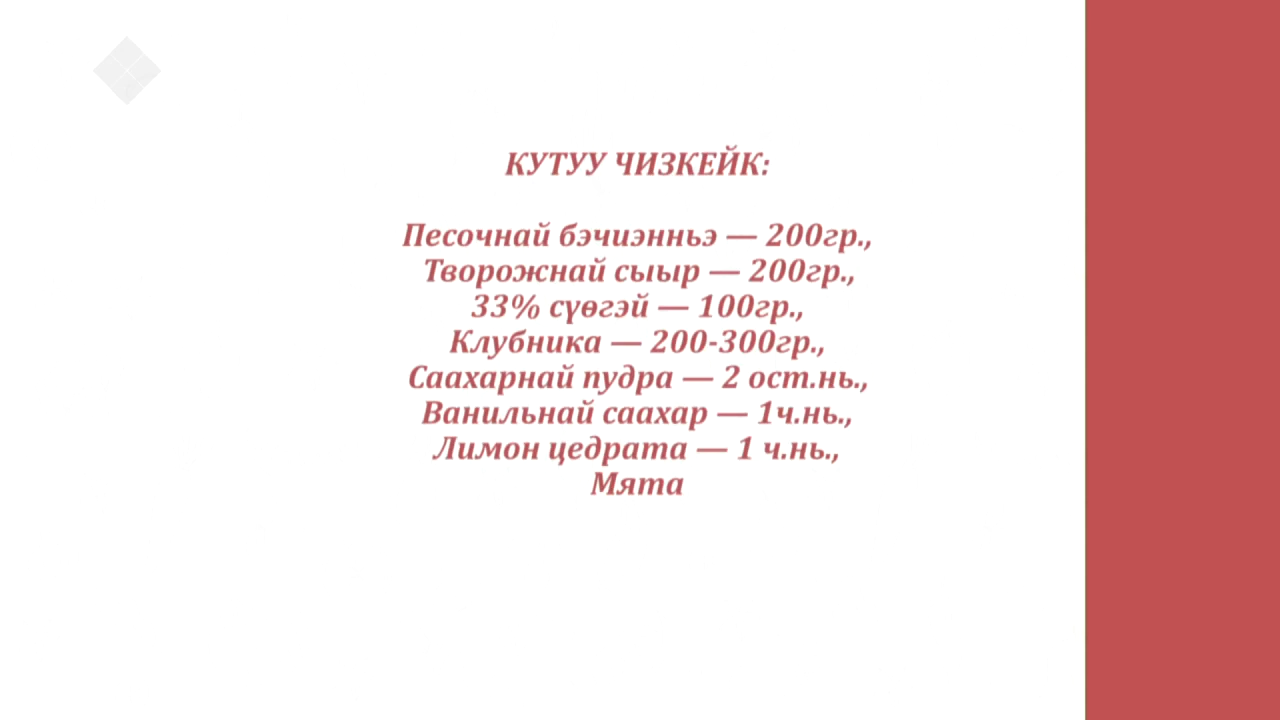 КУТУУ ЧИЗКЕЙК:
Песочнай бэчиэнньэ — 200гр.,
Творожнай сыыр — 200гр.,
33% сүөгэй — 100гр.,
Клубника — 200-300гр.,
Саахарнай пудра — 2 ост.нь.,
Ванильнай саахар — 1ч.нь.,
Лимон цедрата — 1 ч.нь.,
Мята